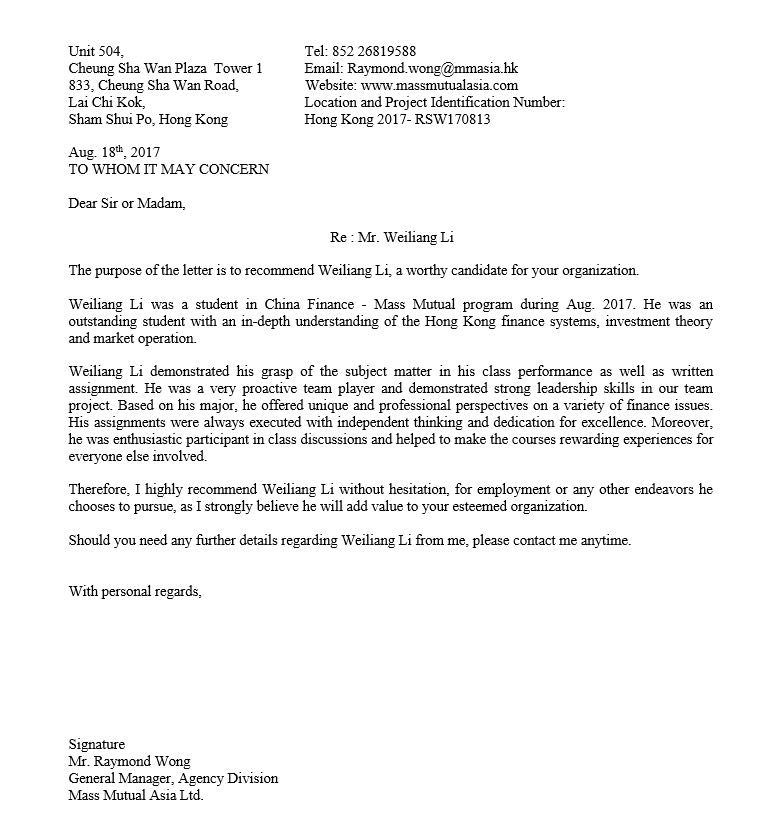 Unit 504,
Cheung Sha Wan Plaza Tower 1
833, Cheung Sha Wan Road,
Lai Chi Kok,
Sham Shui Po, Hong Kong
Tel: 852 26819588
Email: Raymond.wong@mmasia.hk
Website: www.massmutualasia.com
Location and Project Identification Number:
Hong Kong 2017- RSW170813
Aug. 18th, 2017
TO WHOM IT MAY CONCERN
Dear Sir or Madam,
Re : Mr. Weiliang Li
The purpose of the letter is to recommend Weiliang Li, a worthy candidate for your organization.
Weiliang Li was a student in China Finance - Mass Mutual program during Aug. 2017. He was an
outstanding student with an in-depth understanding of the Hong Kong finance systems, investment theory
and market operation.
Weiliang Li demonstrated his grasp of the subject matter in his class performance as well as written
assignment. He was a very proactive team player and demonstrated strong leadership skills in our team
project. Based on his major, he offered unique and professional perspectives on a variety of finance issues.
His assignments were always executed with independent thinking and dedication for excellence. Moreover,
he was enthusiastic participant in class discussions and helped to make the courses rewarding experiences for
everyone else involved.
Therefore, I highly recommend Weiliang Li without hesitation, for employment or any other endeavors he
chooses to pursue, as I strongly believe he will add value to your esteemed organization.
Should you need any further details regarding Weiliang Li from me, please contact me anytime.
With personal regards,
Signature
Mr. Raymond Wong
General Manager, Agency Division
Mass Mutual Asia Ltd.